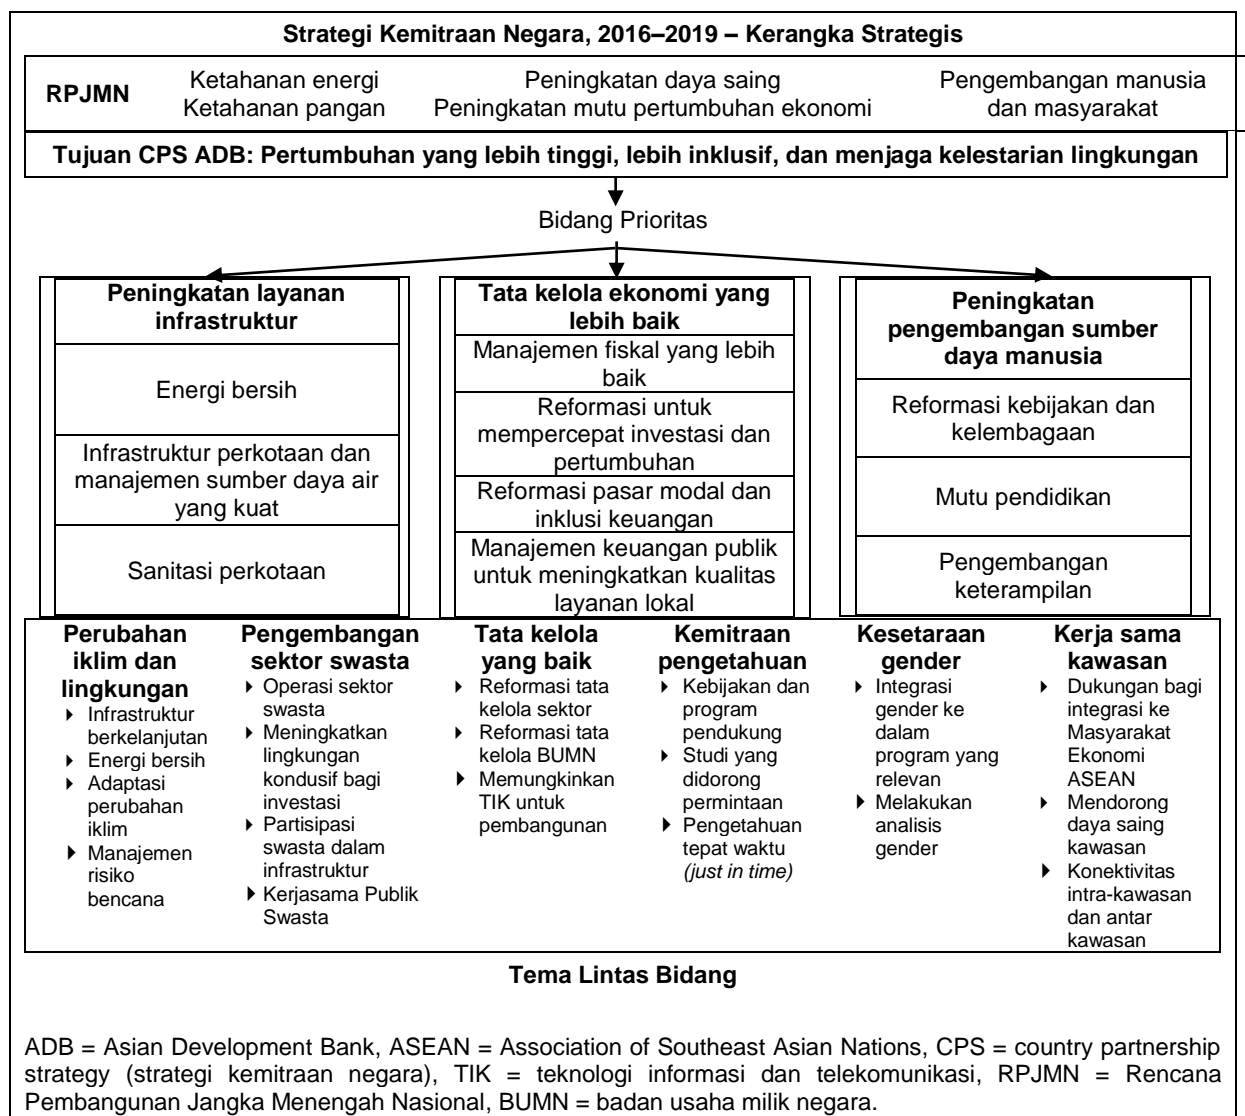 Strategi Kemitraan Negara, 2016–2019 – Kerangka Strategis
RPJMN
Ketahanan energi
Ketahanan pangan
Peningkatan daya saing
Peningkatan mutu pertumbuhan ekonomi
Pengembangan manusia
dan masyarakat
Tujuan CPS ADB: Pertumbuhan yang lebih tinggi, lebih inklusif, dan menjaga kelestarian lingkungan
Bidang Prioritas
Peningkatan layanan
infrastruktur
Energi bersih
Infrastruktur perkotaan dan
manajemen sumber daya air
yang kuat
Sanitasi perkotaan
Tata kelola ekonomi yang
lebih baik
Manajemen fiskal yang lebih
baik
Reformasi untuk
mempercepat investasi dan
pertumbuhan
Reformasi pasar modal dan
inklusi keuangan
Manajemen keuangan publik
untuk meningkatkan kualitas
layanan lokal
Peningkatan
pengembangan sumber
daya manusia
Reformasi kebijakan dan
kelembagaan
Mutu pendidikan
Pengembangan
keterampilan
Perubahan
iklim dan
lingkungan
Infrastruktur
berkelanjutan
Energi bersih
Adaptasi
perubahan
iklim
Manajemen
risiko
bencana
Pengembangan
sektor swasta
Operasi sektor
swasta
Meningkatkan
lingkungan
kondusif bagi
investasi
Partisipasi
swasta dalam
infrastruktur
Kerjasama Publik
Swasta
Tata kelola
yang baik
Reformasi tata
kelola sektor
Reformasi tata
kelola BUMN
Memungkinkan
TIK untuk
pembangunan
Kemitraan
pengetahuan
Kebijakan dan
program
pendukung
Studi yang
didorong
permintaan
Pengetahuan
tepat waktu
(just in time)
Kesetaraan
gender
Integrasi
gender ke
dalam
program yang
relevan
Melakukan
analisis
gender
Kerja sama
kawasan
Dukungan bagi
integrasi ke
Masyarakat
Ekonomi
ASEAN
Mendorong
daya saing
kawasan
Konektivitas
intra-kawasan
dan antar
kawasan
Tema Lintas Bidang
ADB = Asian Development Bank, ASEAN = Association of Southeast Asian Nations, CPS = country partnership
strategy (strategi kemitraan negara), TIK = teknologi informasi dan telekomunikasi, RPJMN = Rencana
Pembangunan Jangka Menengah Nasional, BUMN = badan usaha milik negara.